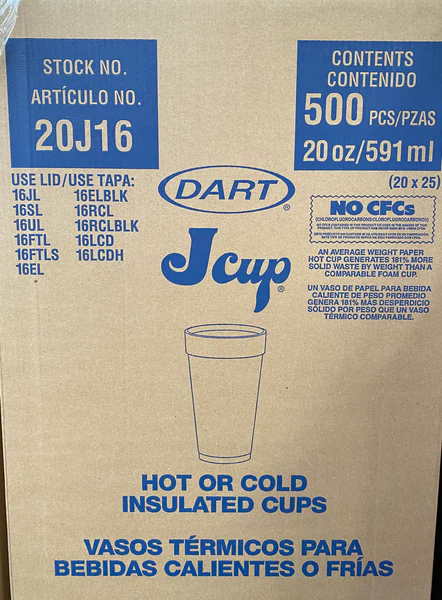 STOCK NO.
ARTÍCULO NO.
20J16
CONTENTS
CONTENIDO
500 PCS/PZAS
20 oz/591 ml
(20 x 25)
USE LID/USE TAPA:
16JL 16ELBLK
16SL 16RCL
16UL 16RCLBLK
16FTL 16LCD
16FTLS 16LCDH
16EL
DART®
J cup®
NO CFCs
(CHLOROFLUOROCARBONS/CLOROFLUOROCARBONOS)
AN AVERAGE WEIGHT PAPER
HOT CUP GENERATES 181% MORE
SOLID WASTE BY WEIGHT THAN A
COMPARABLE FOAM CUP.
UN VASO DE PAPEL PARA BEBIDA
CALIENTE DE PESO PROMEDIO
GENERA 181% MÁS DESPERDICIO
SÓLIDO POR PESO QUE UN VASO
TÉRMICO COMPARABLE.
HOT OR COLD
INSULATED CUPS
VASOS TÉRMICOS PARA
BEBIDAS CALIENTES O FRÍAS